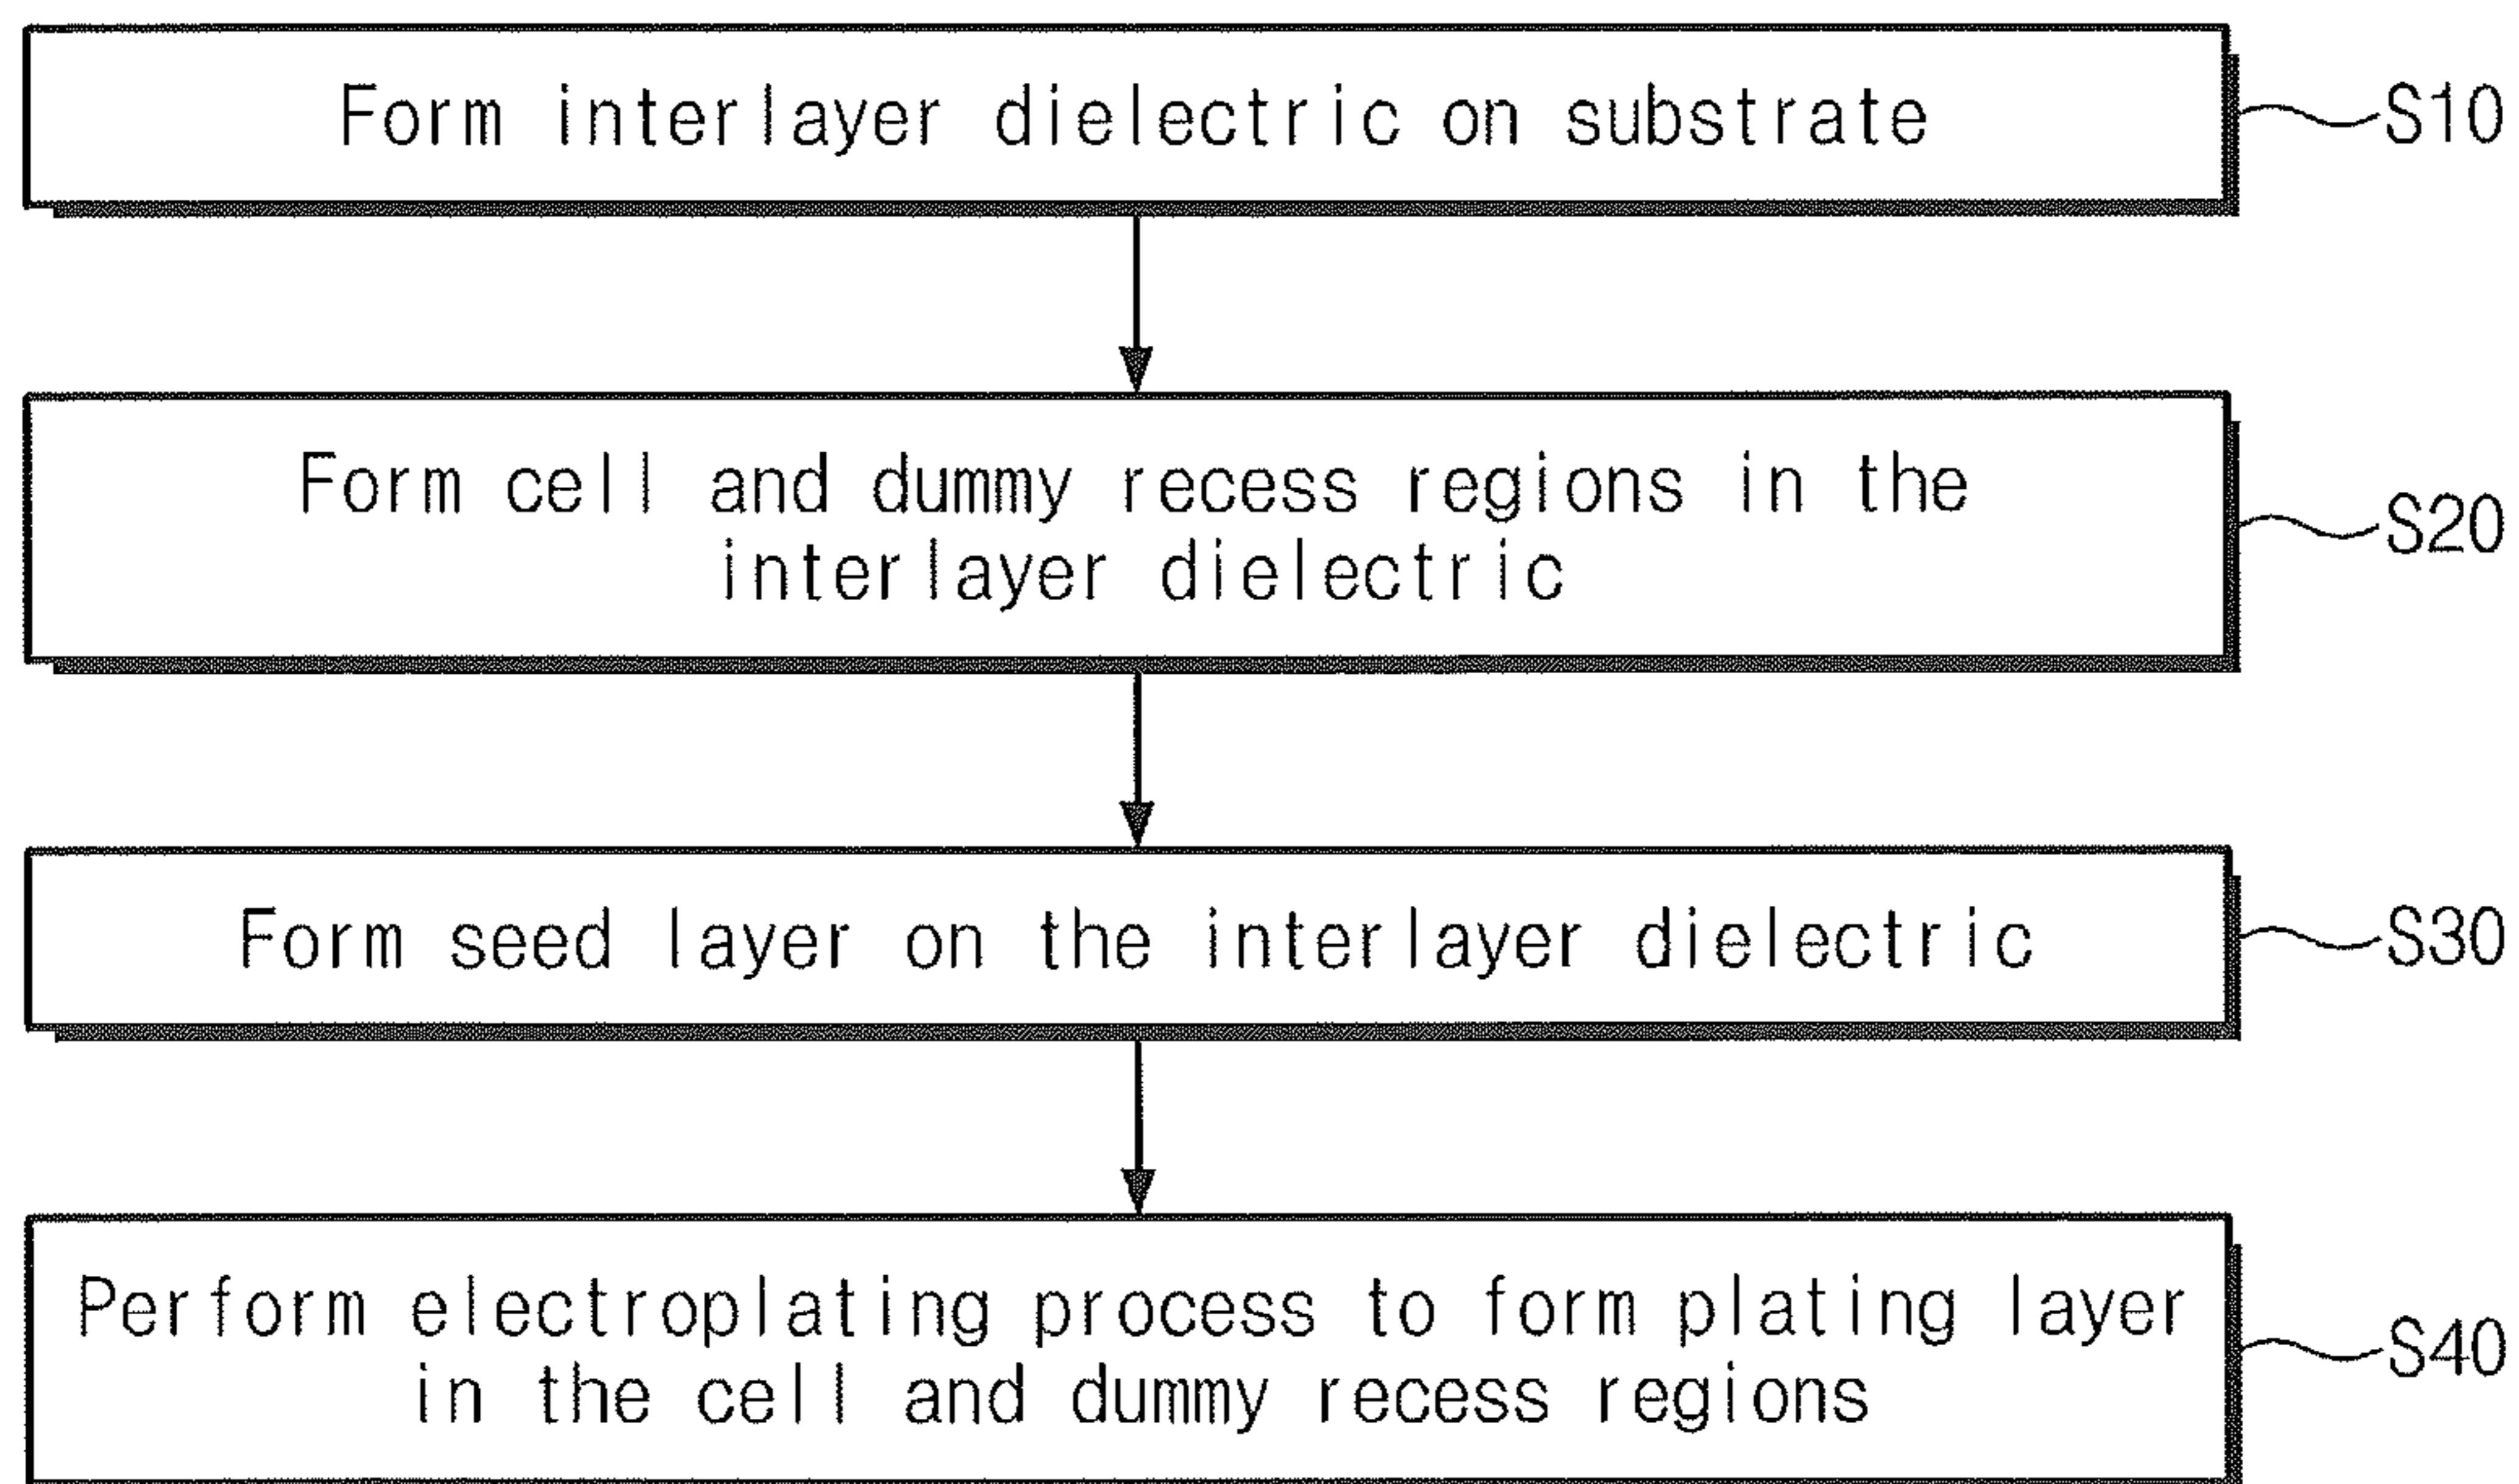 Form interlayer dielectric on substrate
S10
Form cell and dummy recess regions in the
interlayer dielectric
S20
Form seed layer on the interlayer dielectric
S30
Perform electroplating process to form plating layer
in the cell and dummy recess regions
S40